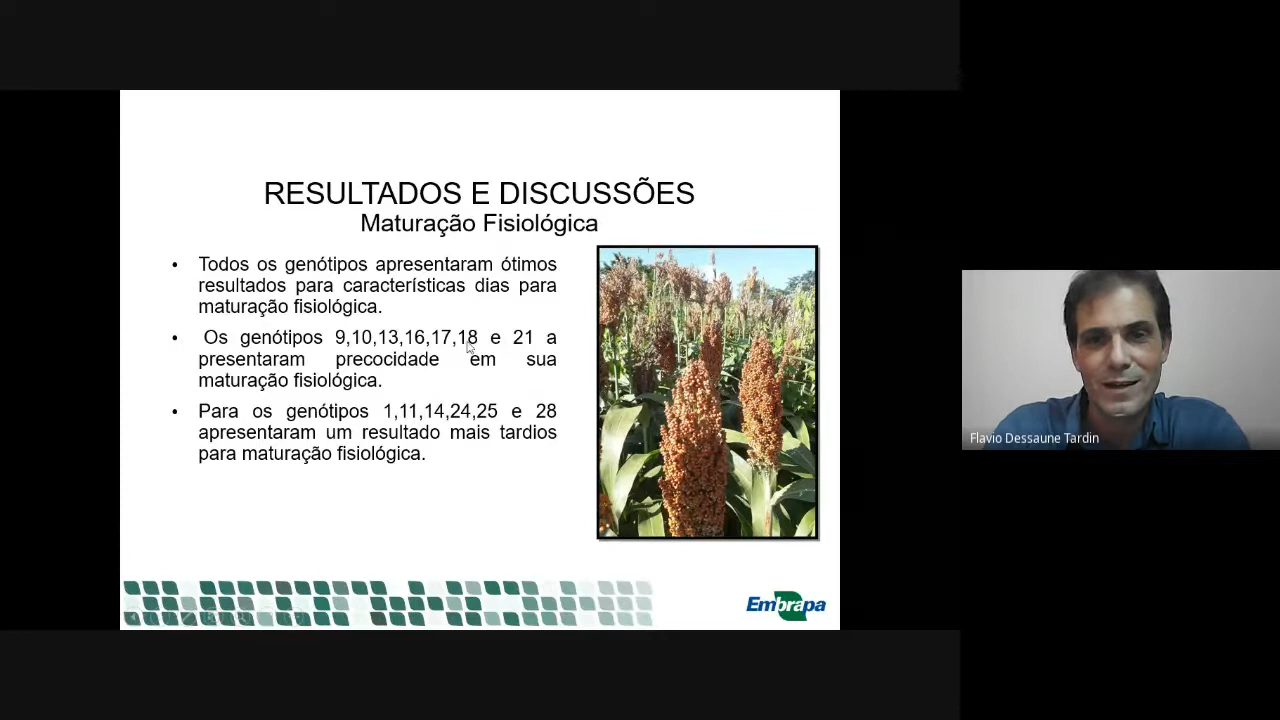 RESULTADOS E DISCUSSÕES
Maturação Fisiológica
• Todos os genótipos apresentaram ótimos
resultados para características dias para
maturação fisiológica.
• Os genótipos 9,10,13,16,17,18 e 21 a
presentaram precocidade em sua
maturação fisiológica.
• Para os genótipos 1,11,14,24,25 e 28
apresentaram um resultado mais tardios
para maturação fisiológica.
Embrapa
Flavio Dessaune Tardin